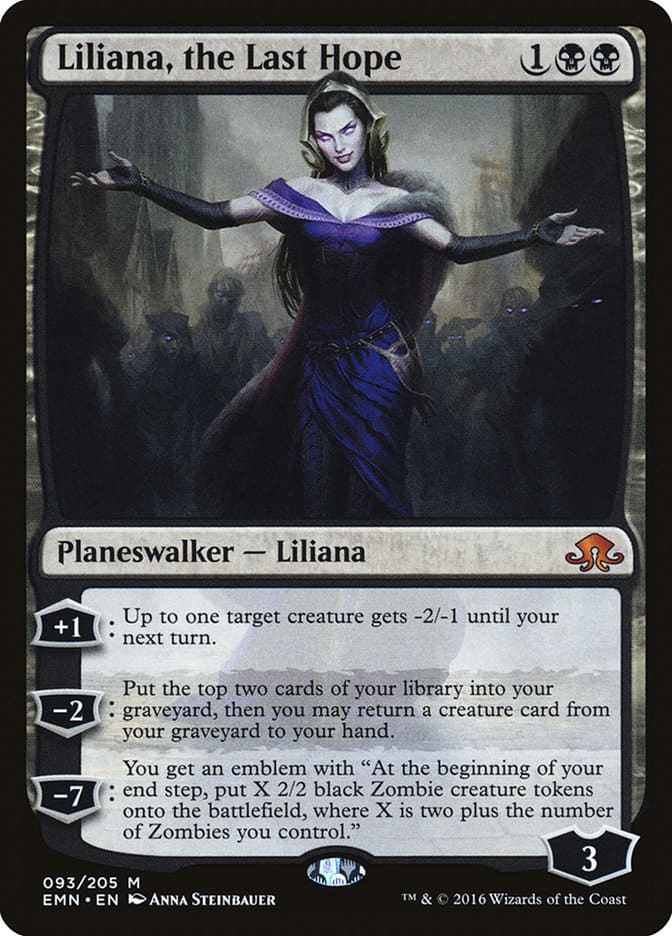 Liliana, the Last Hope 1
Planeswalker — Liliana
+1: Up to one target creature gets -2/-1 until your
next turn.
-2: Put the top two cards of your library into your
graveyard, then you may return a creature card from
your graveyard to your hand.
-7: You get an emblem with “At the beginning of your
end step, put X 2/2 black Zombie creature tokens
onto the battlefield, where X is two plus the number
of Zombies you control.”
3
093/205 M
EMN • EN Anna Steinbauer
™ & © 2016 Wizards of the Coast